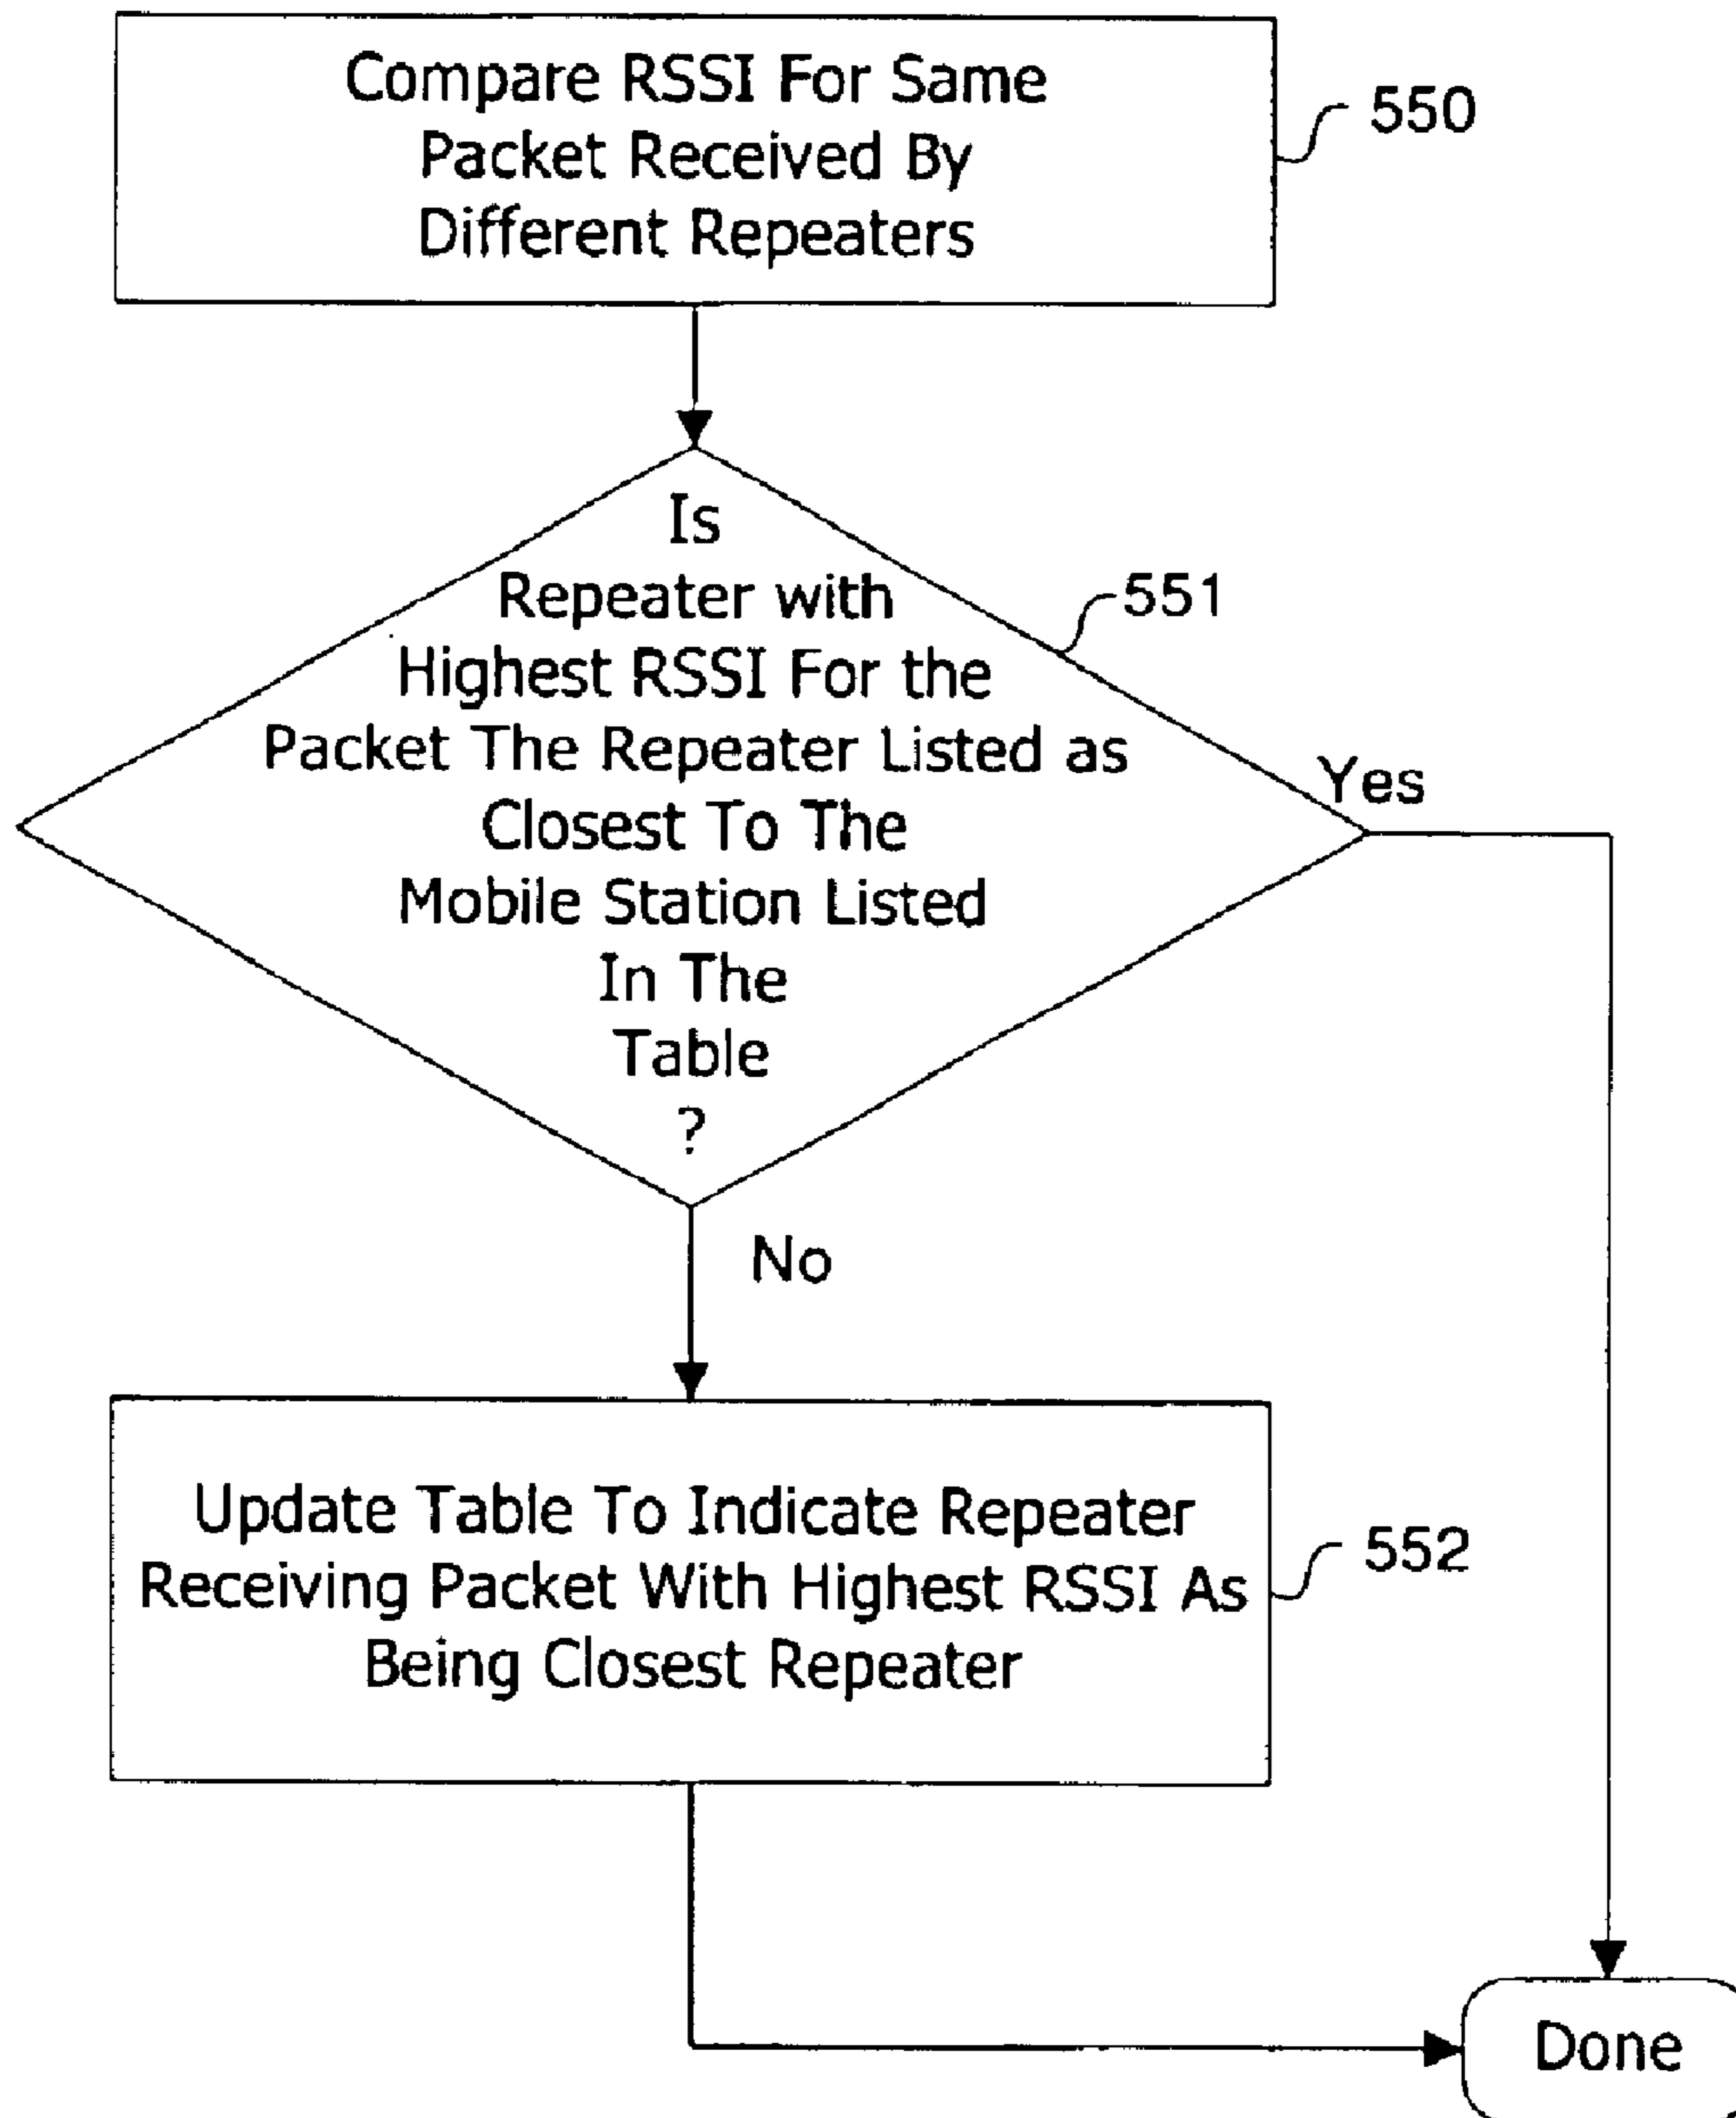 Compare RSSI For Same
Packet Received By
Different Repeaters
550
Is
Repeater with
Highest RSSI For the
Packet The Repeater Listed as
Closest To The
Mobile Station Listed
In The
Table
?
551
Yes
No
Update Table To Indicate Repeater
Receiving Packet With Highest RSSI As
Being Closest Repeater
552
Done